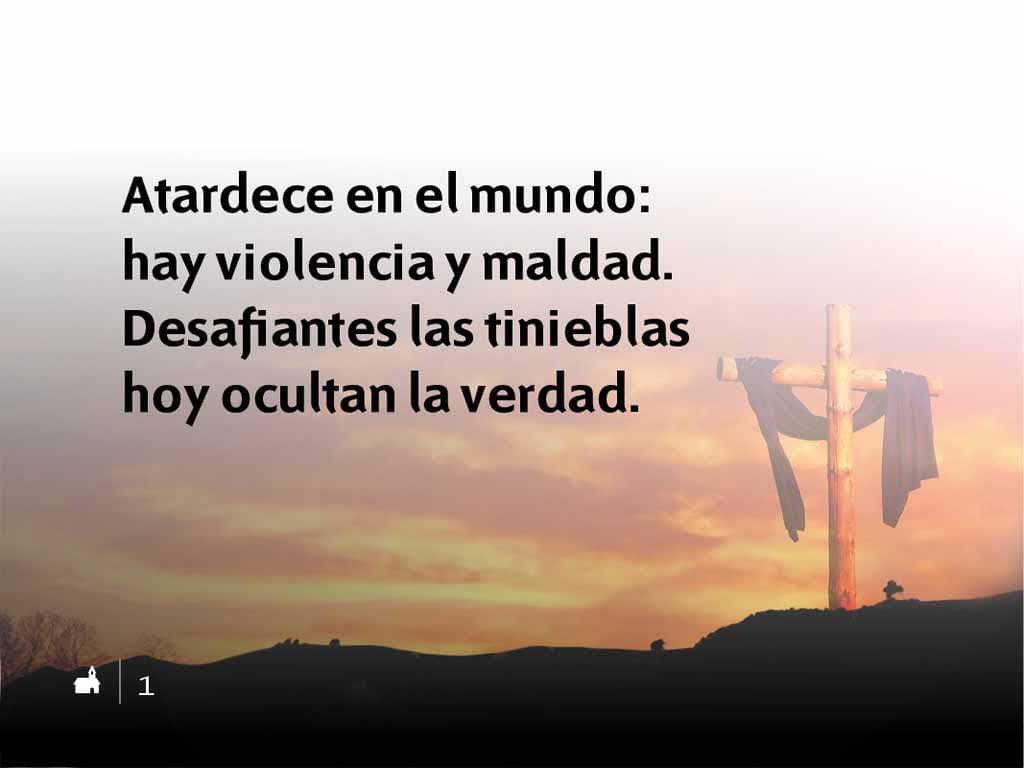 Atardece en el mundo:
hay violencia y maldad.
Desafiantes las tinieblas
hoy ocultan la verdad.
1